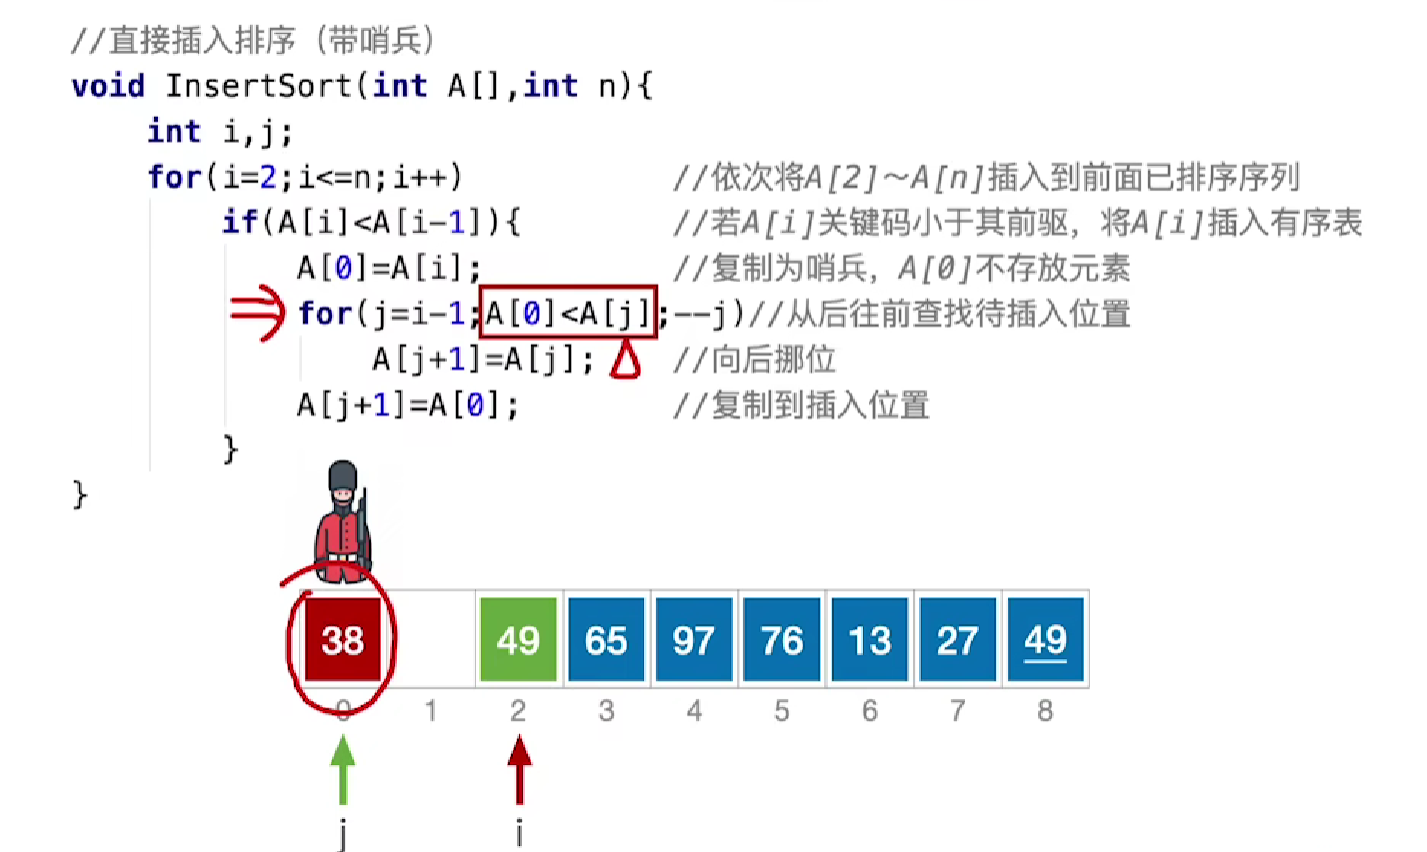 //直接插入排序（带哨兵）
void InsertSort(int A[],int n){
int i,j;
for(i=2;i<=n;i++) //依次将A[2]～A[n]插入到前面已排序序列
if(A[i]<A[i-1]){ //若A[i]关键码小于其前驱，将A[i]插入有序表
A[0]=A[i]; //复制为哨兵，A[0]不存放元素
for(j=i-1;A[0]<A[j];--j)//从后往前查找待插入位置
A[j+1]=A[j]; //向后挪位
A[j+1]=A[0]; //复制到插入位置
}
}
38 49 65 97 76 13 27 49
0 1 2 3 4 5 6 7 8
j i